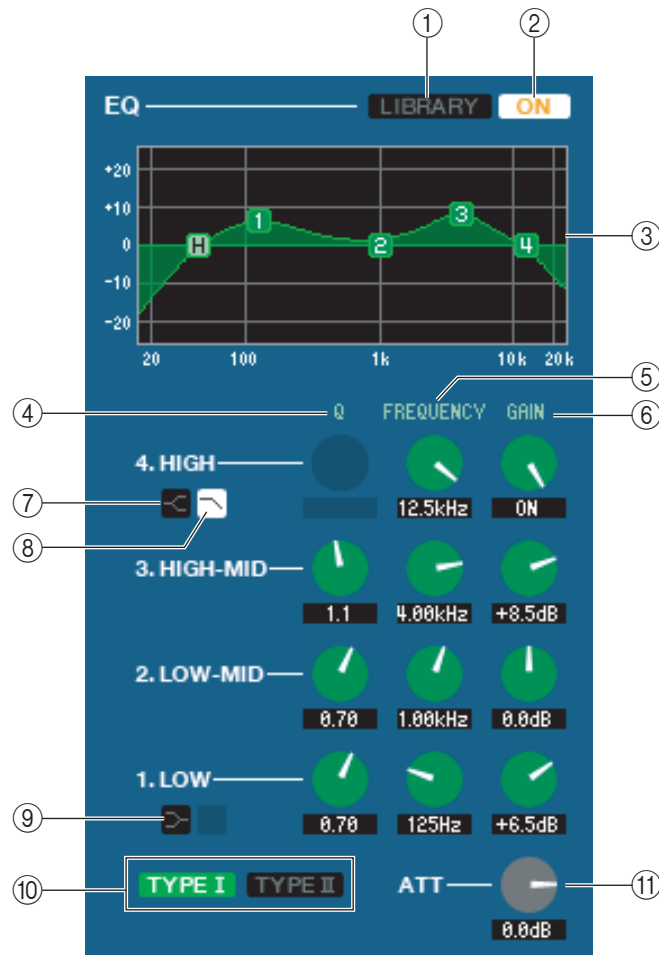 ① ②
EQ LIBRARY ON
+20
+10
0
-10
-20
H 1 2 3 4
③
20 100 1k 10k 20k
⑤
④ Q FREQUENCY GAIN ⑥
4. HIGH
⑦
⑧
12.5kHz ON
3. HIGH-MID
1.1 4.00kHz +8.5dB
2. LOW-MID
0.70 1.00kHz 0.0dB
1. LOW
⑨
0.70 125Hz +6.5dB
⑩ TYPE I TYPE II ATT ⑪
0.0dB